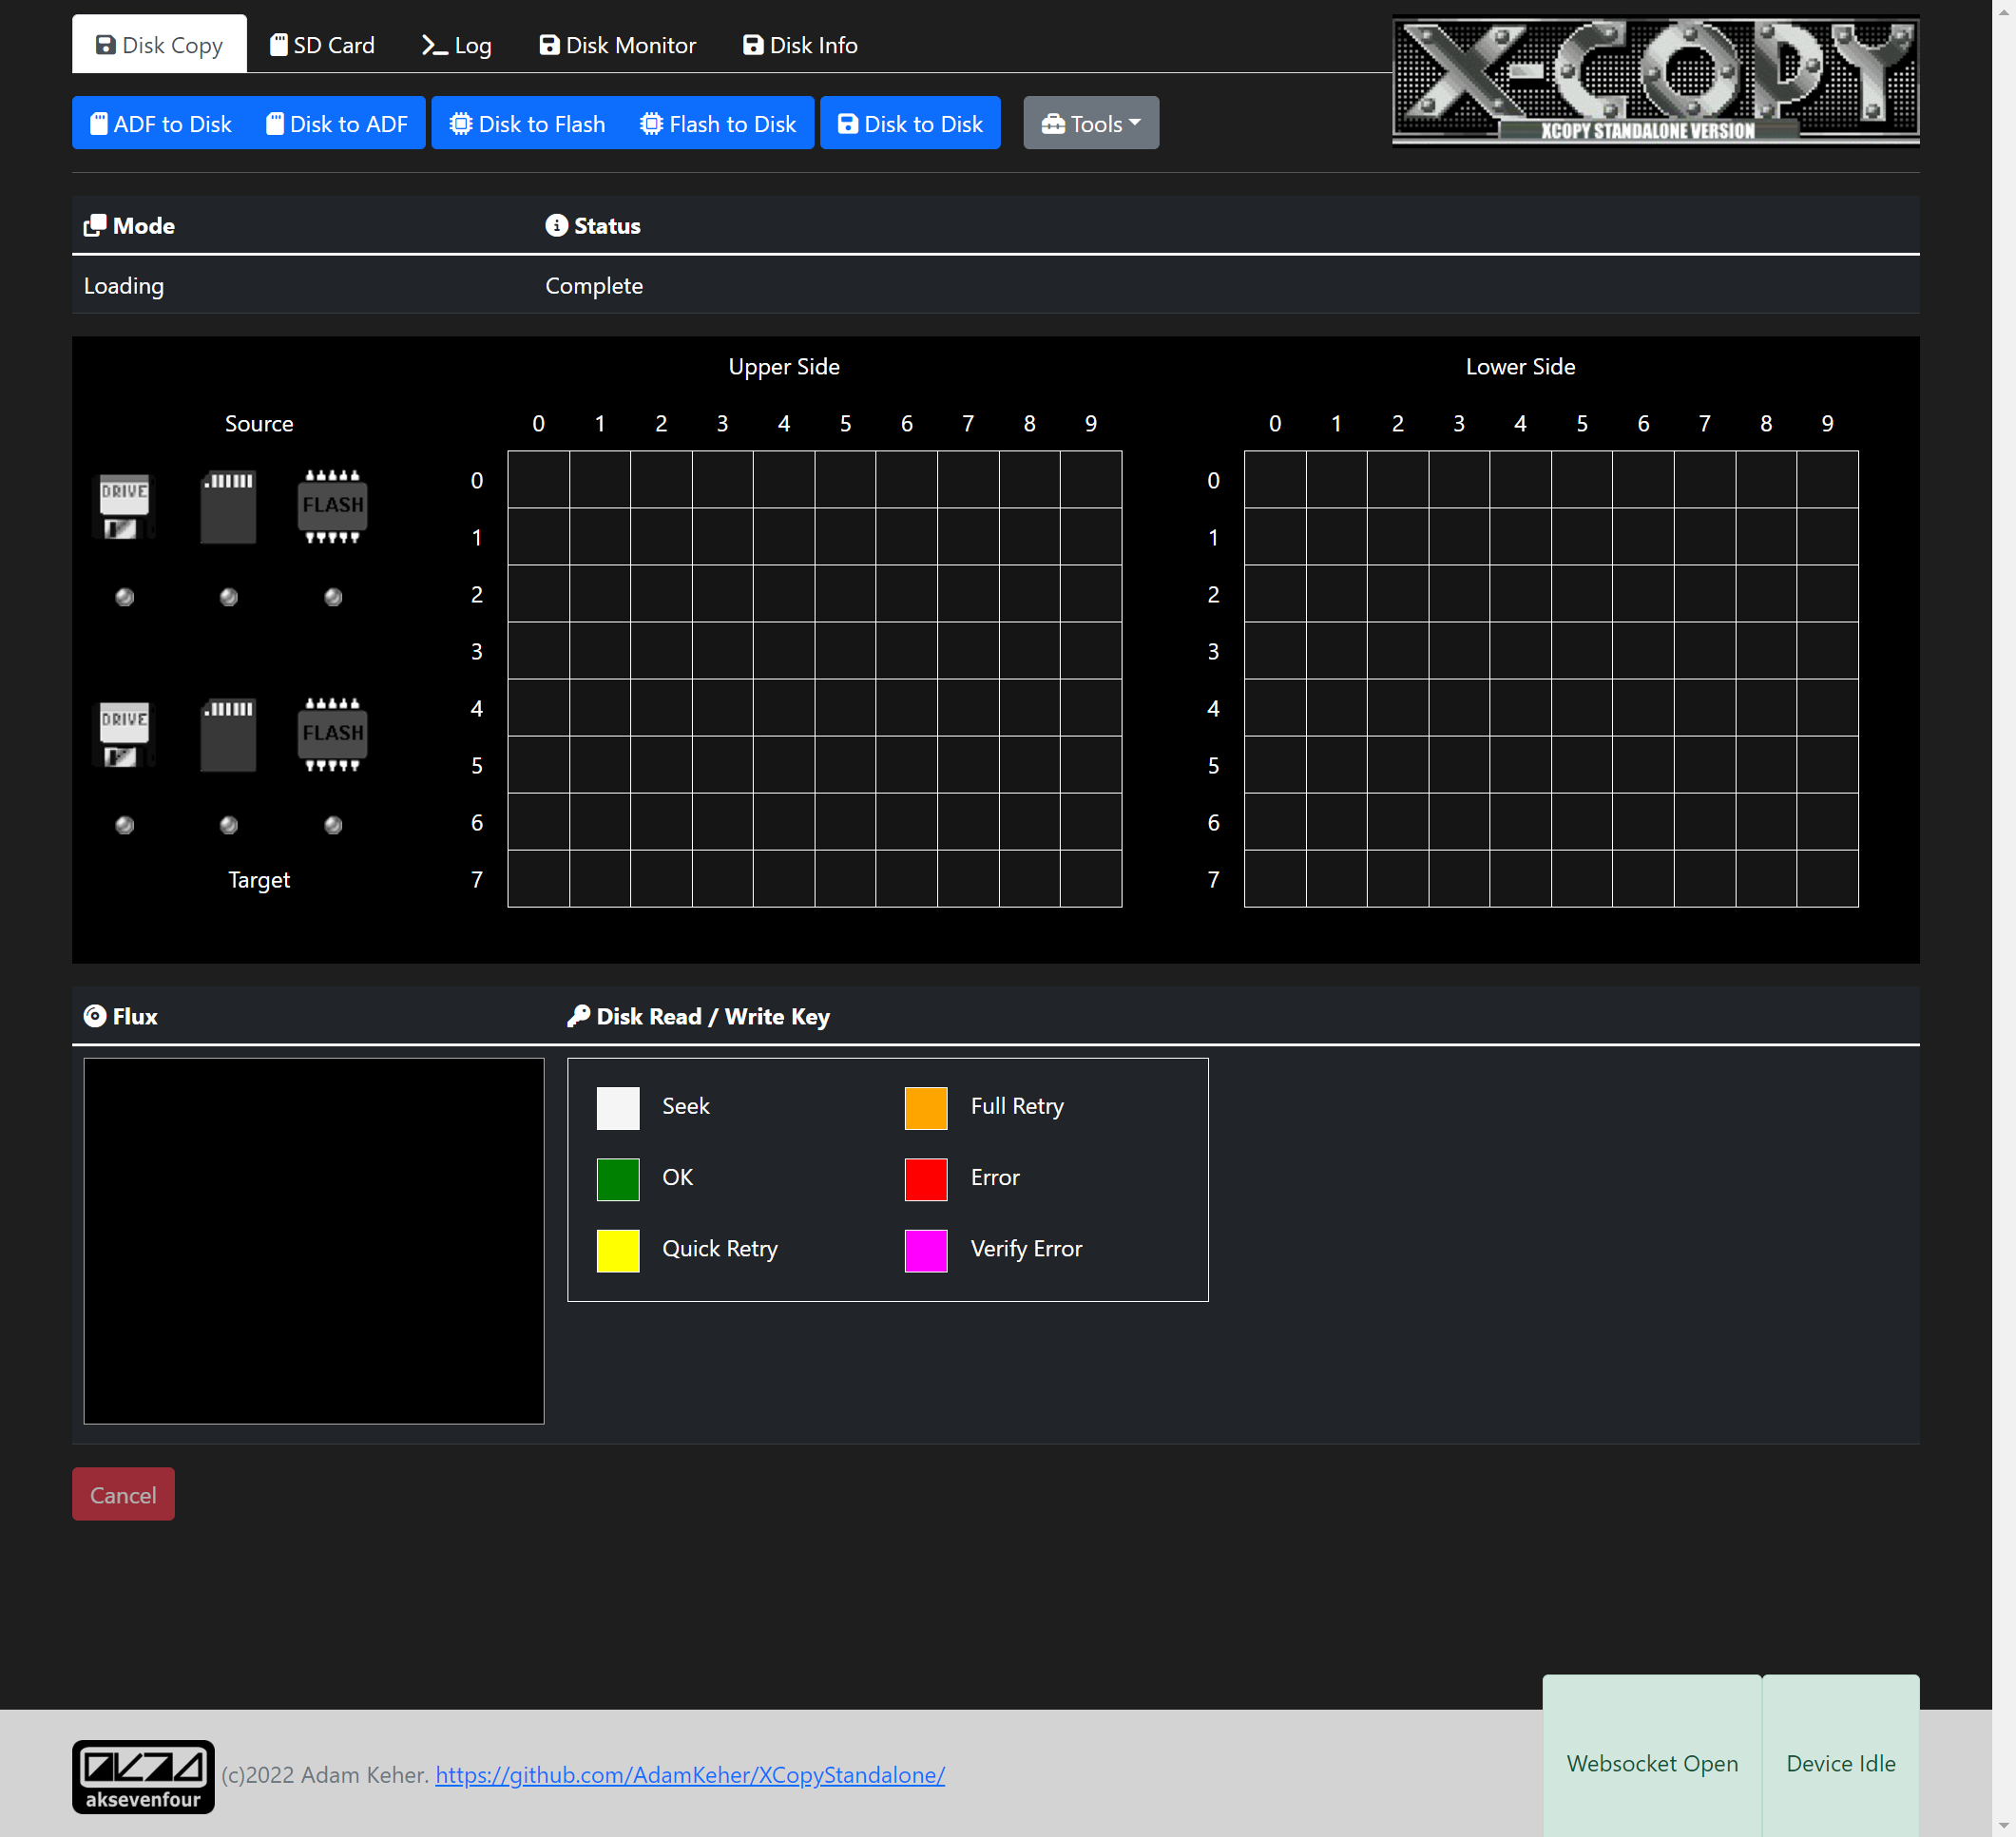 Disk Copy SD Card Log Disk Monitor Disk Info
X-COPY
XCOPY STANDALONE VERSION
ADF to Disk Disk to ADF Disk to Flash Flash to Disk Disk to Disk Tools
Mode Status
Loading Complete
Upper Side Lower Side
Source 0 1 2 3 4 5 6 7 8 9 0 1 2 3 4 5 6 7 8 9
0 0
DRIVE FLASH
1 1
2 2
3 3
4 4
DRIVE FLASH
5 5
6 6
Target 7 7
Flux Disk Read / Write Key
Seek Full Retry
OK Error
Quick Retry Verify Error
Cancel
Websocket Open Device Idle
(c)2022 Adam Keher. https://github.com/AdamKeher/XCopyStandalone/
aksevenfour